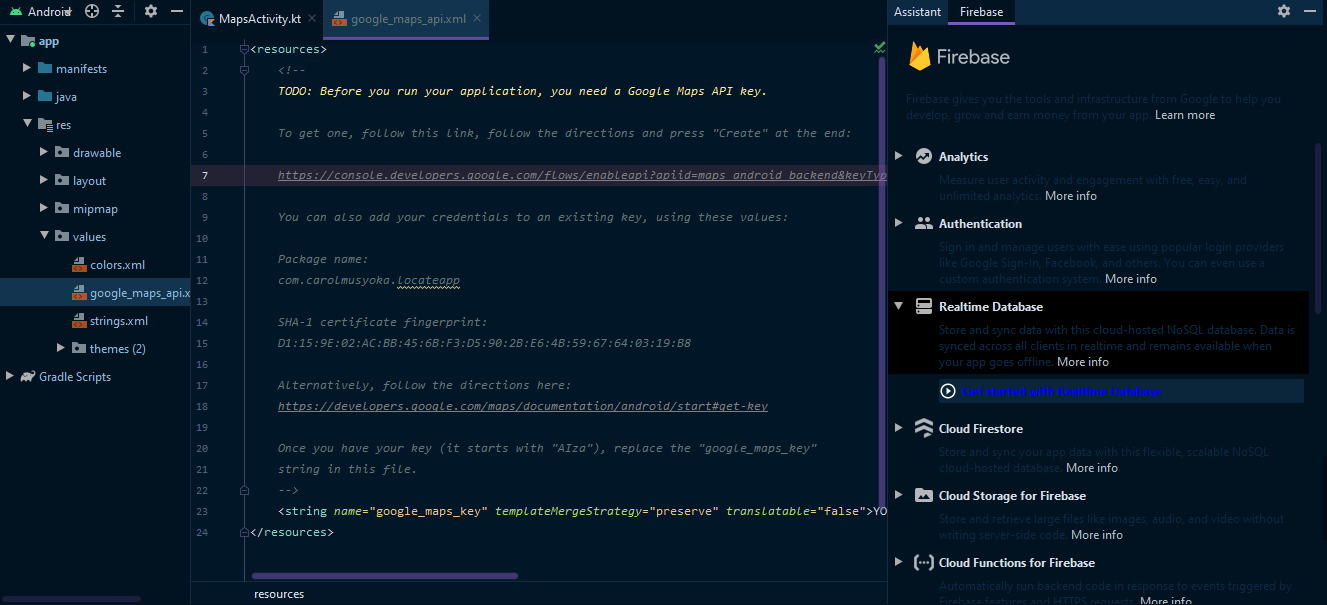 Android
MapsActivity.kt
google_maps_api.xml
Assistant
Firebase
app
manifests
java
res
drawable
layout
mipmap
values
colors.xml
google_maps_api.x
strings.xml
themes (2)
Gradle Scripts
1 <resources>
2 <!--
3 TODO: Before you run your application, you need a Google Maps API key.
4
5 To get one, follow this link, follow the directions and press "Create" at the end:
6
7 https://console.developers.google.com/flows/enableapi?apiid=maps_android_backend&keyTyp
8
9 You can also add your credentials to an existing key, using these values:
10
11 Package name:
12 com.carolmusyoka.locateapp
13
14 SHA-1 certificate fingerprint:
15 D1:15:9E:02:AC:BB:45:6B:F3:D5:90:2B:E6:4B:59:67:64:03:19:B8
16
17 Alternatively, follow the directions here:
18 https://developers.google.com/maps/documentation/android/start#get-key
19
20 Once you have your key (it starts with "AIza"), replace the "google_maps_key"
21 string in this file.
22 -->
23 <string name="google_maps_key" templateMergeStrategy="preserve" translatable="false">YO
24 </resources>
resources
Firebase
Firebase gives you the tools and infrastructure from Google to help you
develop, grow and earn money from your app. Learn more
Analytics
Measure user activity and engagement with free, easy, and
unlimited analytics. More info
Authentication
Sign in and manage users with ease using popular login providers
like Google Sign-In, Facebook, and others. You can even use a
custom authentication system. More info
Realtime Database
Store and sync data with this cloud-hosted NoSQL database. Data is
synced across all clients in realtime and remains available when
your app goes offline. More info
Get started with Realtime Database
Cloud Firestore
Store and sync your app data with this flexible, scalable NoSQL
cloud-hosted database. More info
Cloud Storage for Firebase
Store and retrieve large files like images, audio, and video without
writing server-side code. More info
Cloud Functions for Firebase
Automatically run backend code in response to events triggered by
Firebase features and HTTPS requests. More info